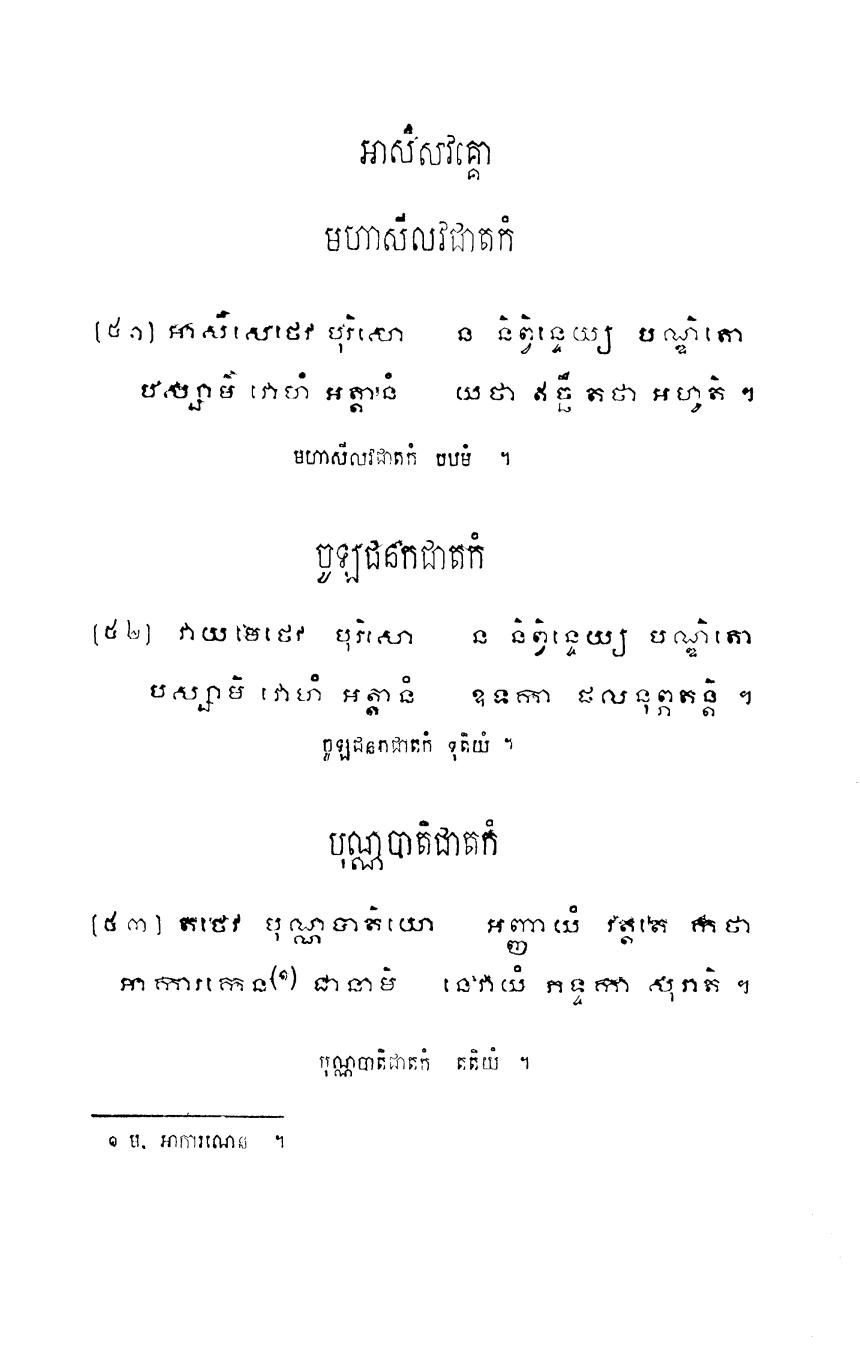 អាសឹសវគ្គោ
មហាសីលវជាតកំ
(៥១) អាសឹសេថេវ បុរិសោ ន និព្វិន្ទេយ្យ បណ្ឌិតោ
បស្សាមិ វោហំ អត្តានំ យថា ឥច្ឆឹ តថា អហុវតិ ។
មហាសីលវជាតកំ បឋមំ ។
ចូឡជនកជាតកំ
(៥២) វាយមេថេវ បុរិសោ ន និព្វិន្ទេយ្យ បណ្ឌិតោ
បស្សាមិ វោហំ អត្តានំ ឧទកា ថលនុព្ភតន្តិ ។
ចូឡជនកជាតកំ ទុតិយំ ។
បុណ្ណបាតិជាតកំ
(៥៣) តថេវ បុណ្ណបាតិយោ អញ្ញាយំ វត្តតេ កថា
អាការកេន(១) ជានាមិ នេវាយំ ភទ្ទកា សុរាតិ ។
បុណ្ណបាតិជាតកំ តតិយំ ។
១ ប. អាការណេន ។